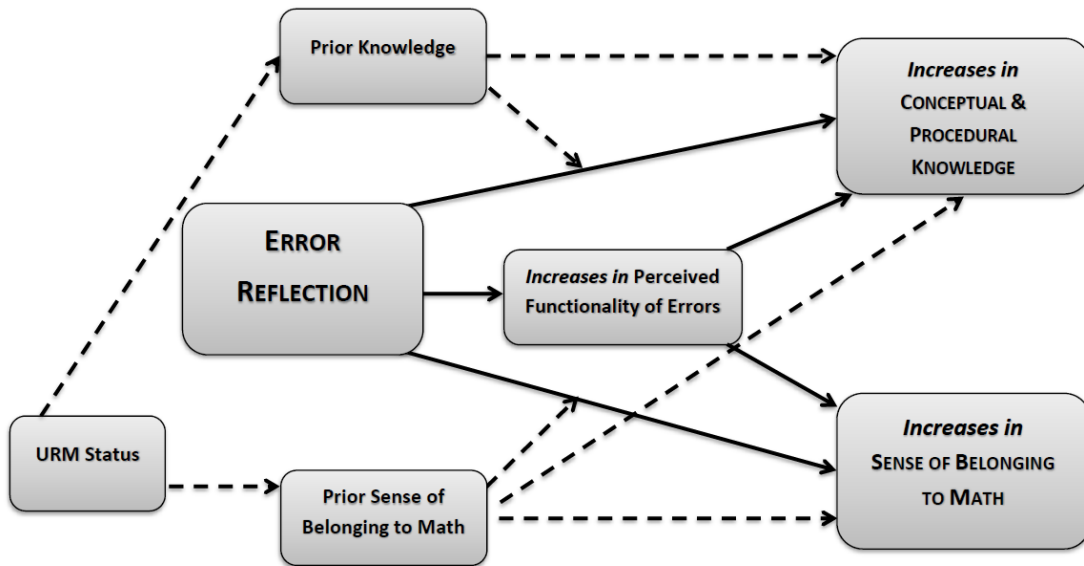 Prior Knowledge
Increases in
CONCEPTUAL &
PROCEDURAL
KNOWLEDGE
ERROR
REFLECTION
Increases in Perceived
Functionality of Errors
URM Status
Prior Sense of
Belonging to Math
Increases in
SENSE OF BELONGING
TO MATH